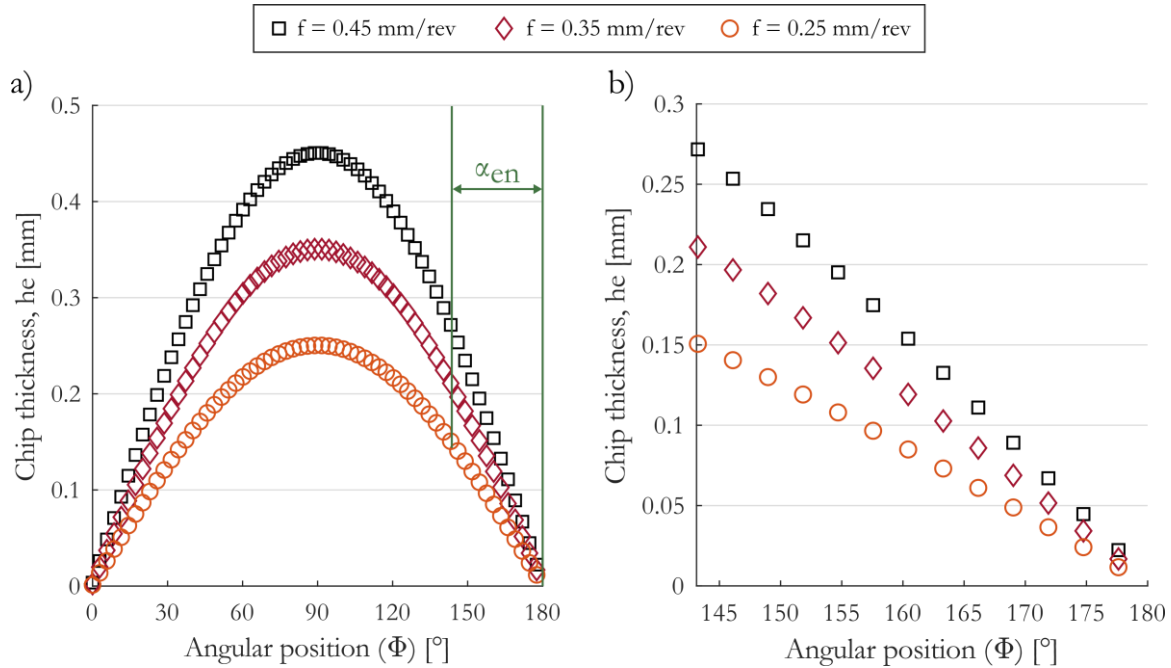 f = 0.45 mm/rev f = 0.35 mm/rev f = 0.25 mm/rev
a)
0.5
0.4
0.3
0.2
0.1
0
Chip thickness, he [mm]
αen
0 30 60 90 120 150 180
Angular position (Φ) [°]
b)
0.3
0.25
0.2
0.15
0.1
0.05
0
Chip thickness, he [mm]
145 150 155 160 165 170 175 180
Angular position (Φ) [°]